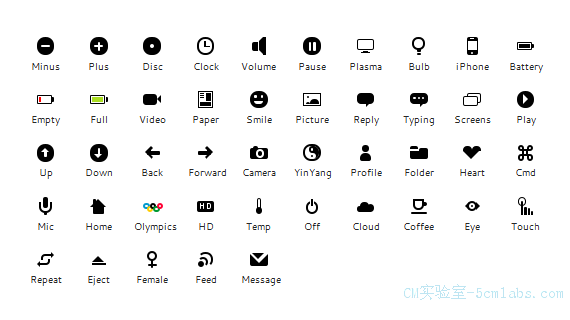 Minus Plus Disc Clock Volume Pause Plasma Bulb iPhone Battery
Empty Full Video Paper Smile Picture Reply Typing Screens Play
Up Down Back Forward Camera YinYang Profile Folder Heart Cmd
HD
Mic Home Olympics HD Temp Off Cloud Coffee Eye Touch
Repeat Eject Female Feed Message
CM实验室-5cmlabs.com